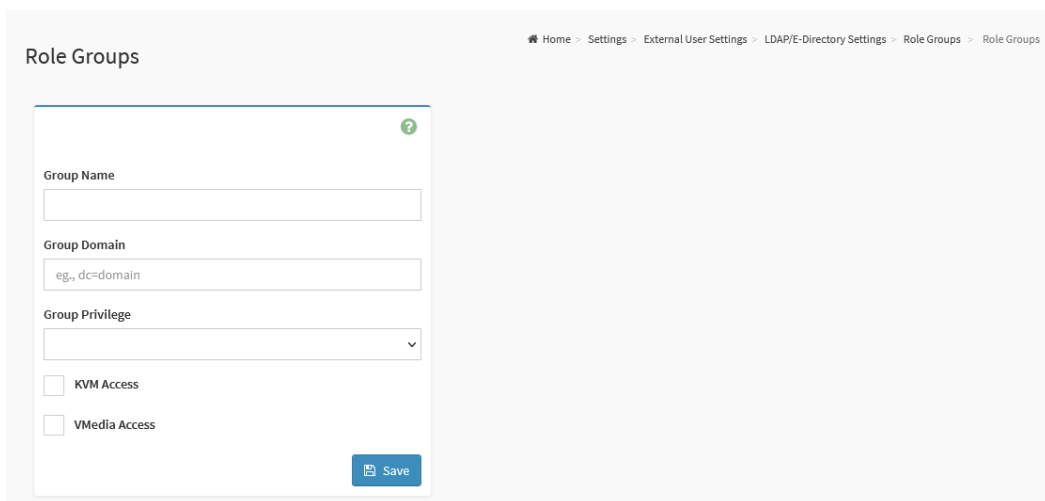 Home > Settings > External User Settings > LDAP/E-Directory Settings > Role Groups > Role Groups
Role Groups
Group Name
Group Domain
eg., dc=domain
Group Privilege
KVM Access
VMedia Access
Save